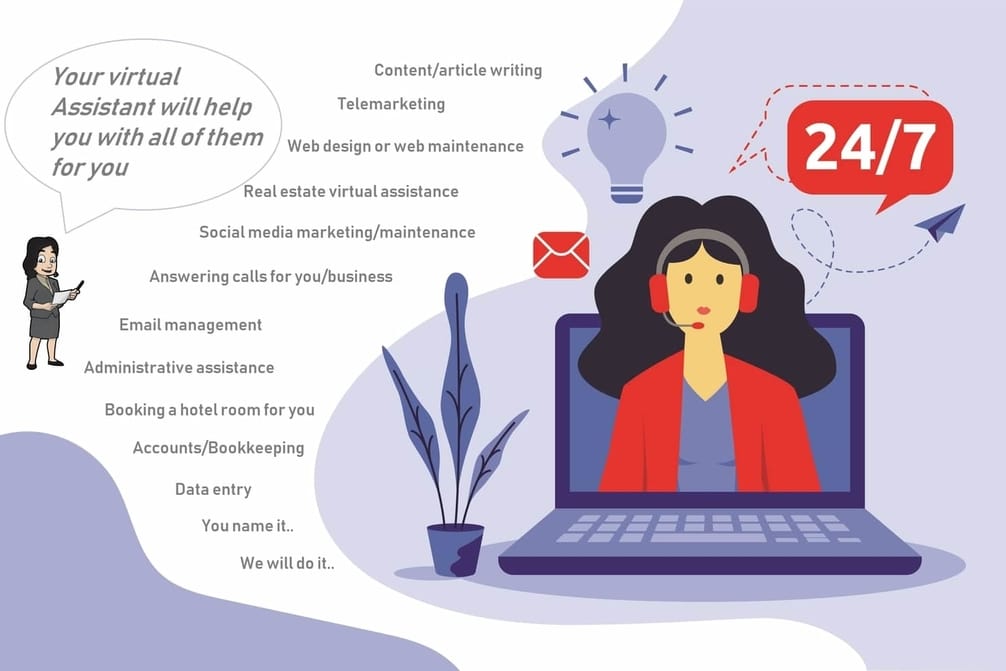 Your virtual
Assistant will help
you with all of them
for you
Content/article writing
Telemarketing
Web design or web maintenance
Real estate virtual assistance
Social media marketing/maintenance
Answering calls for you/business
Email management
Administrative assistance
Booking a hotel room for you
Accounts/Bookkeeping
Data entry
You name it..
We will do it..
24/7